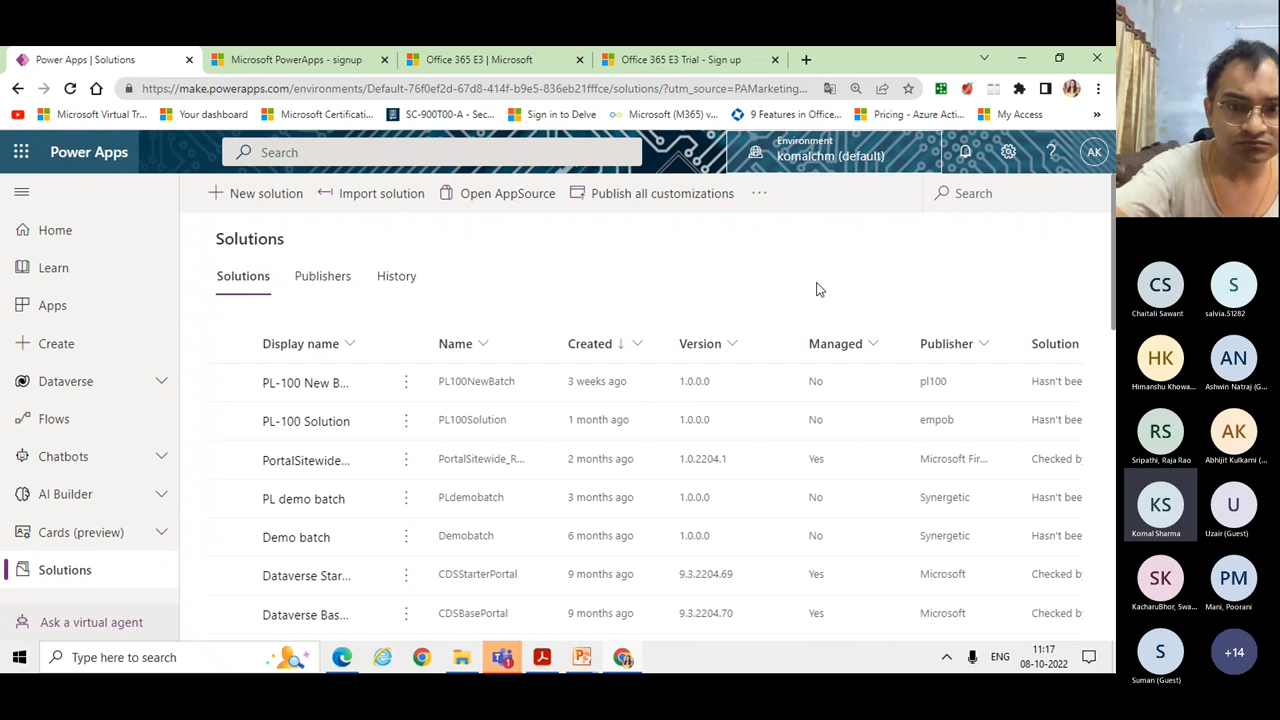 Power Apps | Solutions
Microsoft PowerApps - signup
Office 365 E3 | Microsoft
Office 365 E3 Trial - Sign up
https://make.powerapps.com/environments/default-76f0ef2d-67d8-414f-b9e5-836eb21fffce/solutions/?utm_source=PAMarketing...
Microsoft Virtual Tr...
Your dashboard
Microsoft Certificati...
SC-900T00-A - Sec...
Sign in to Delve
Microsoft (M365) v...
9 Features in Office...
Pricing - Azure Acti...
My Access
Power Apps
Search
Environment
komalchm (default)
AK
New solution
Import solution
Open AppSource
Publish all customizations
Search
Home
Learn
Apps
Create
Dataverse
Flows
Chatbots
AI Builder
Cards (preview)
Solutions
Ask a virtual agent
Solutions
Solutions Publishers History
Display name Name Created Version Managed Publisher Solution
PL-100 New B... PL100NewBatch 3 weeks ago 1.0.0.0 No pl100 Hasn't bee
PL-100 Solution PL100Solution 1 month ago 1.0.0.0 No empob Hasn't bee
PortalSitewide... PortalSitewide_R... 2 months ago 1.0.2204.1 Yes Microsoft Fir... Checked by
PL demo batch PLdemobatch 3 months ago 1.0.0.0 No Synergetic Hasn't bee
Demo batch Demobatch 6 months ago 1.0.0.0 No Synergetic Hasn't bee
Dataverse Star... CDSStarterPortal 9 months ago 9.3.2204.69 Yes Microsoft Checked by
Dataverse Bas... CDSBasePortal 9 months ago 9.3.2204.70 Yes Microsoft Checked by
Type here to search
ENG
11:17
08-10-2022
CS
Chaitali Sawant
S
salvia.51282
HK
Himanshu Khowa...
AN
Ashwin Natraj (G...
RS
Sripathi, Raja Rao
AK
Abhijit Kulkarni (...
KS
Komal Sharma
U
Uzair (Guest)
SK
KacharuBhor, Swa...
PM
Mani, Poorani
S
Suman (Guest)
+14